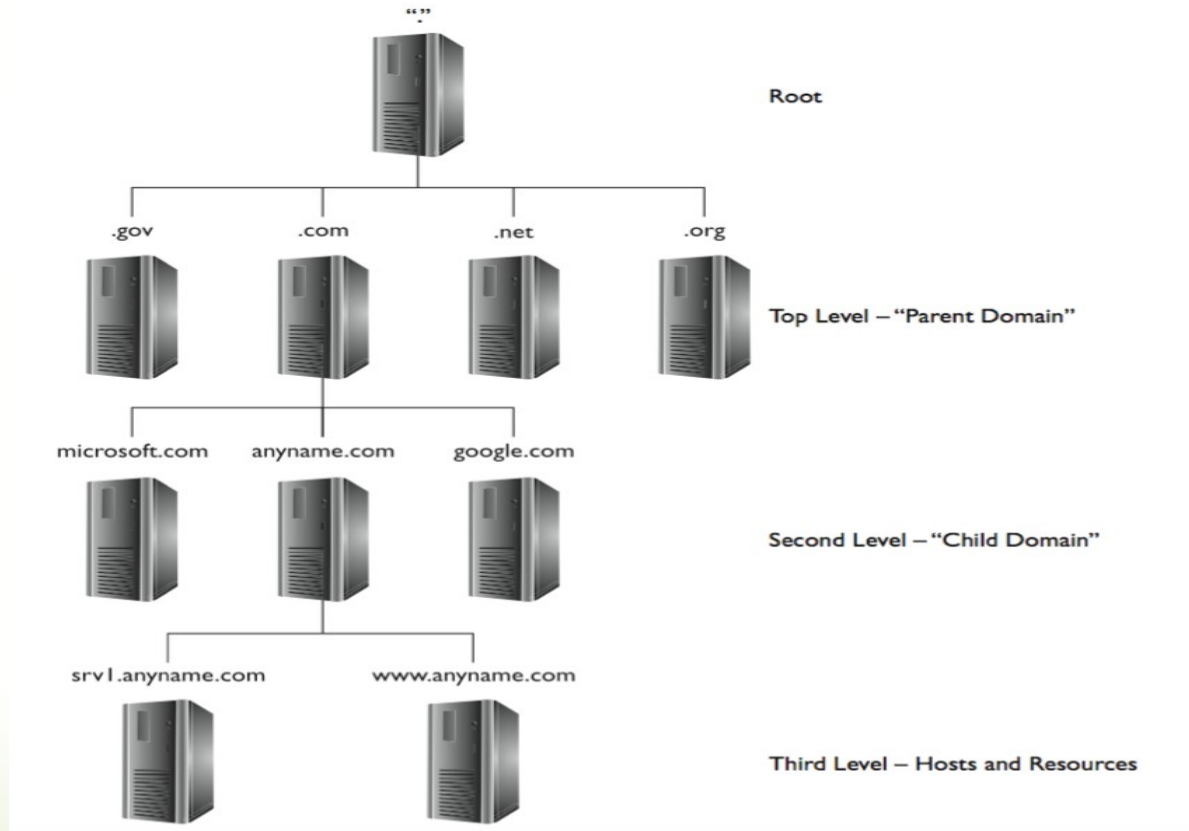 “.”
Root
.gov .com .net .org
Top Level – “Parent Domain”
microsoft.com anyname.com google.com
Second Level – “Child Domain”
srv1.anyname.com www.anyname.com
Third Level – Hosts and Resources